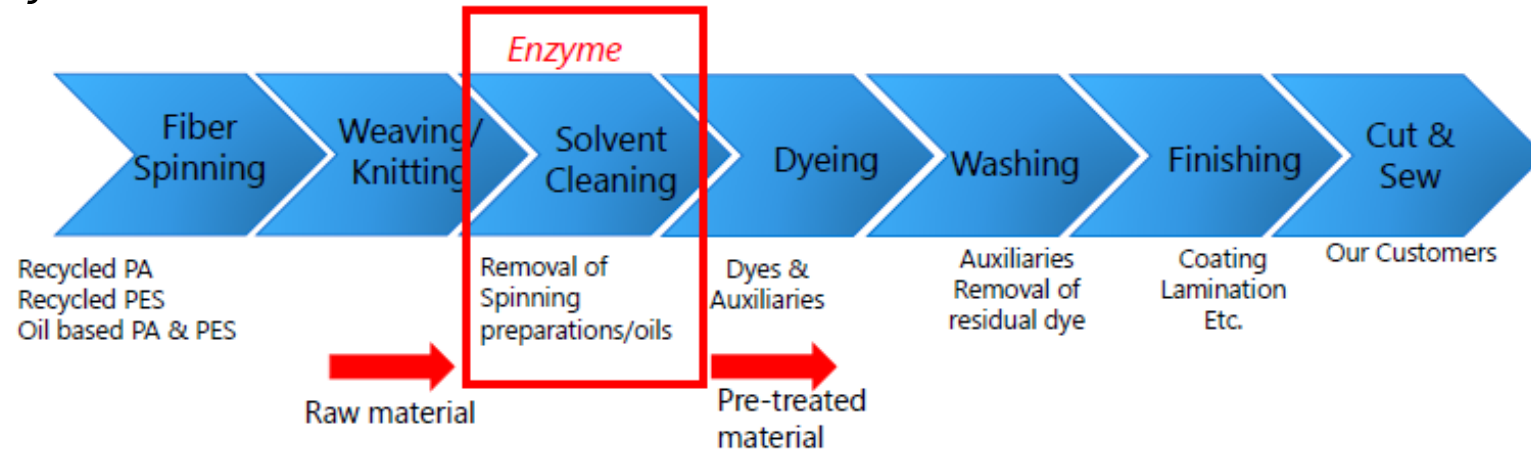 Enzyme
Fiber
Spinning
Weaving/
Knitting
Solvent
Cleaning
Dyeing
Washing
Finishing
Cut &
Sew
Recycled PA
Recycled PES
Oil based PA & PES
Removal of
Spinning
preparations/oils
Dyes &
Auxiliaries
Auxiliaries
Removal of
residual dye
Coating
Lamination
Etc.
Our Customers
Raw material
Pre-treated
material